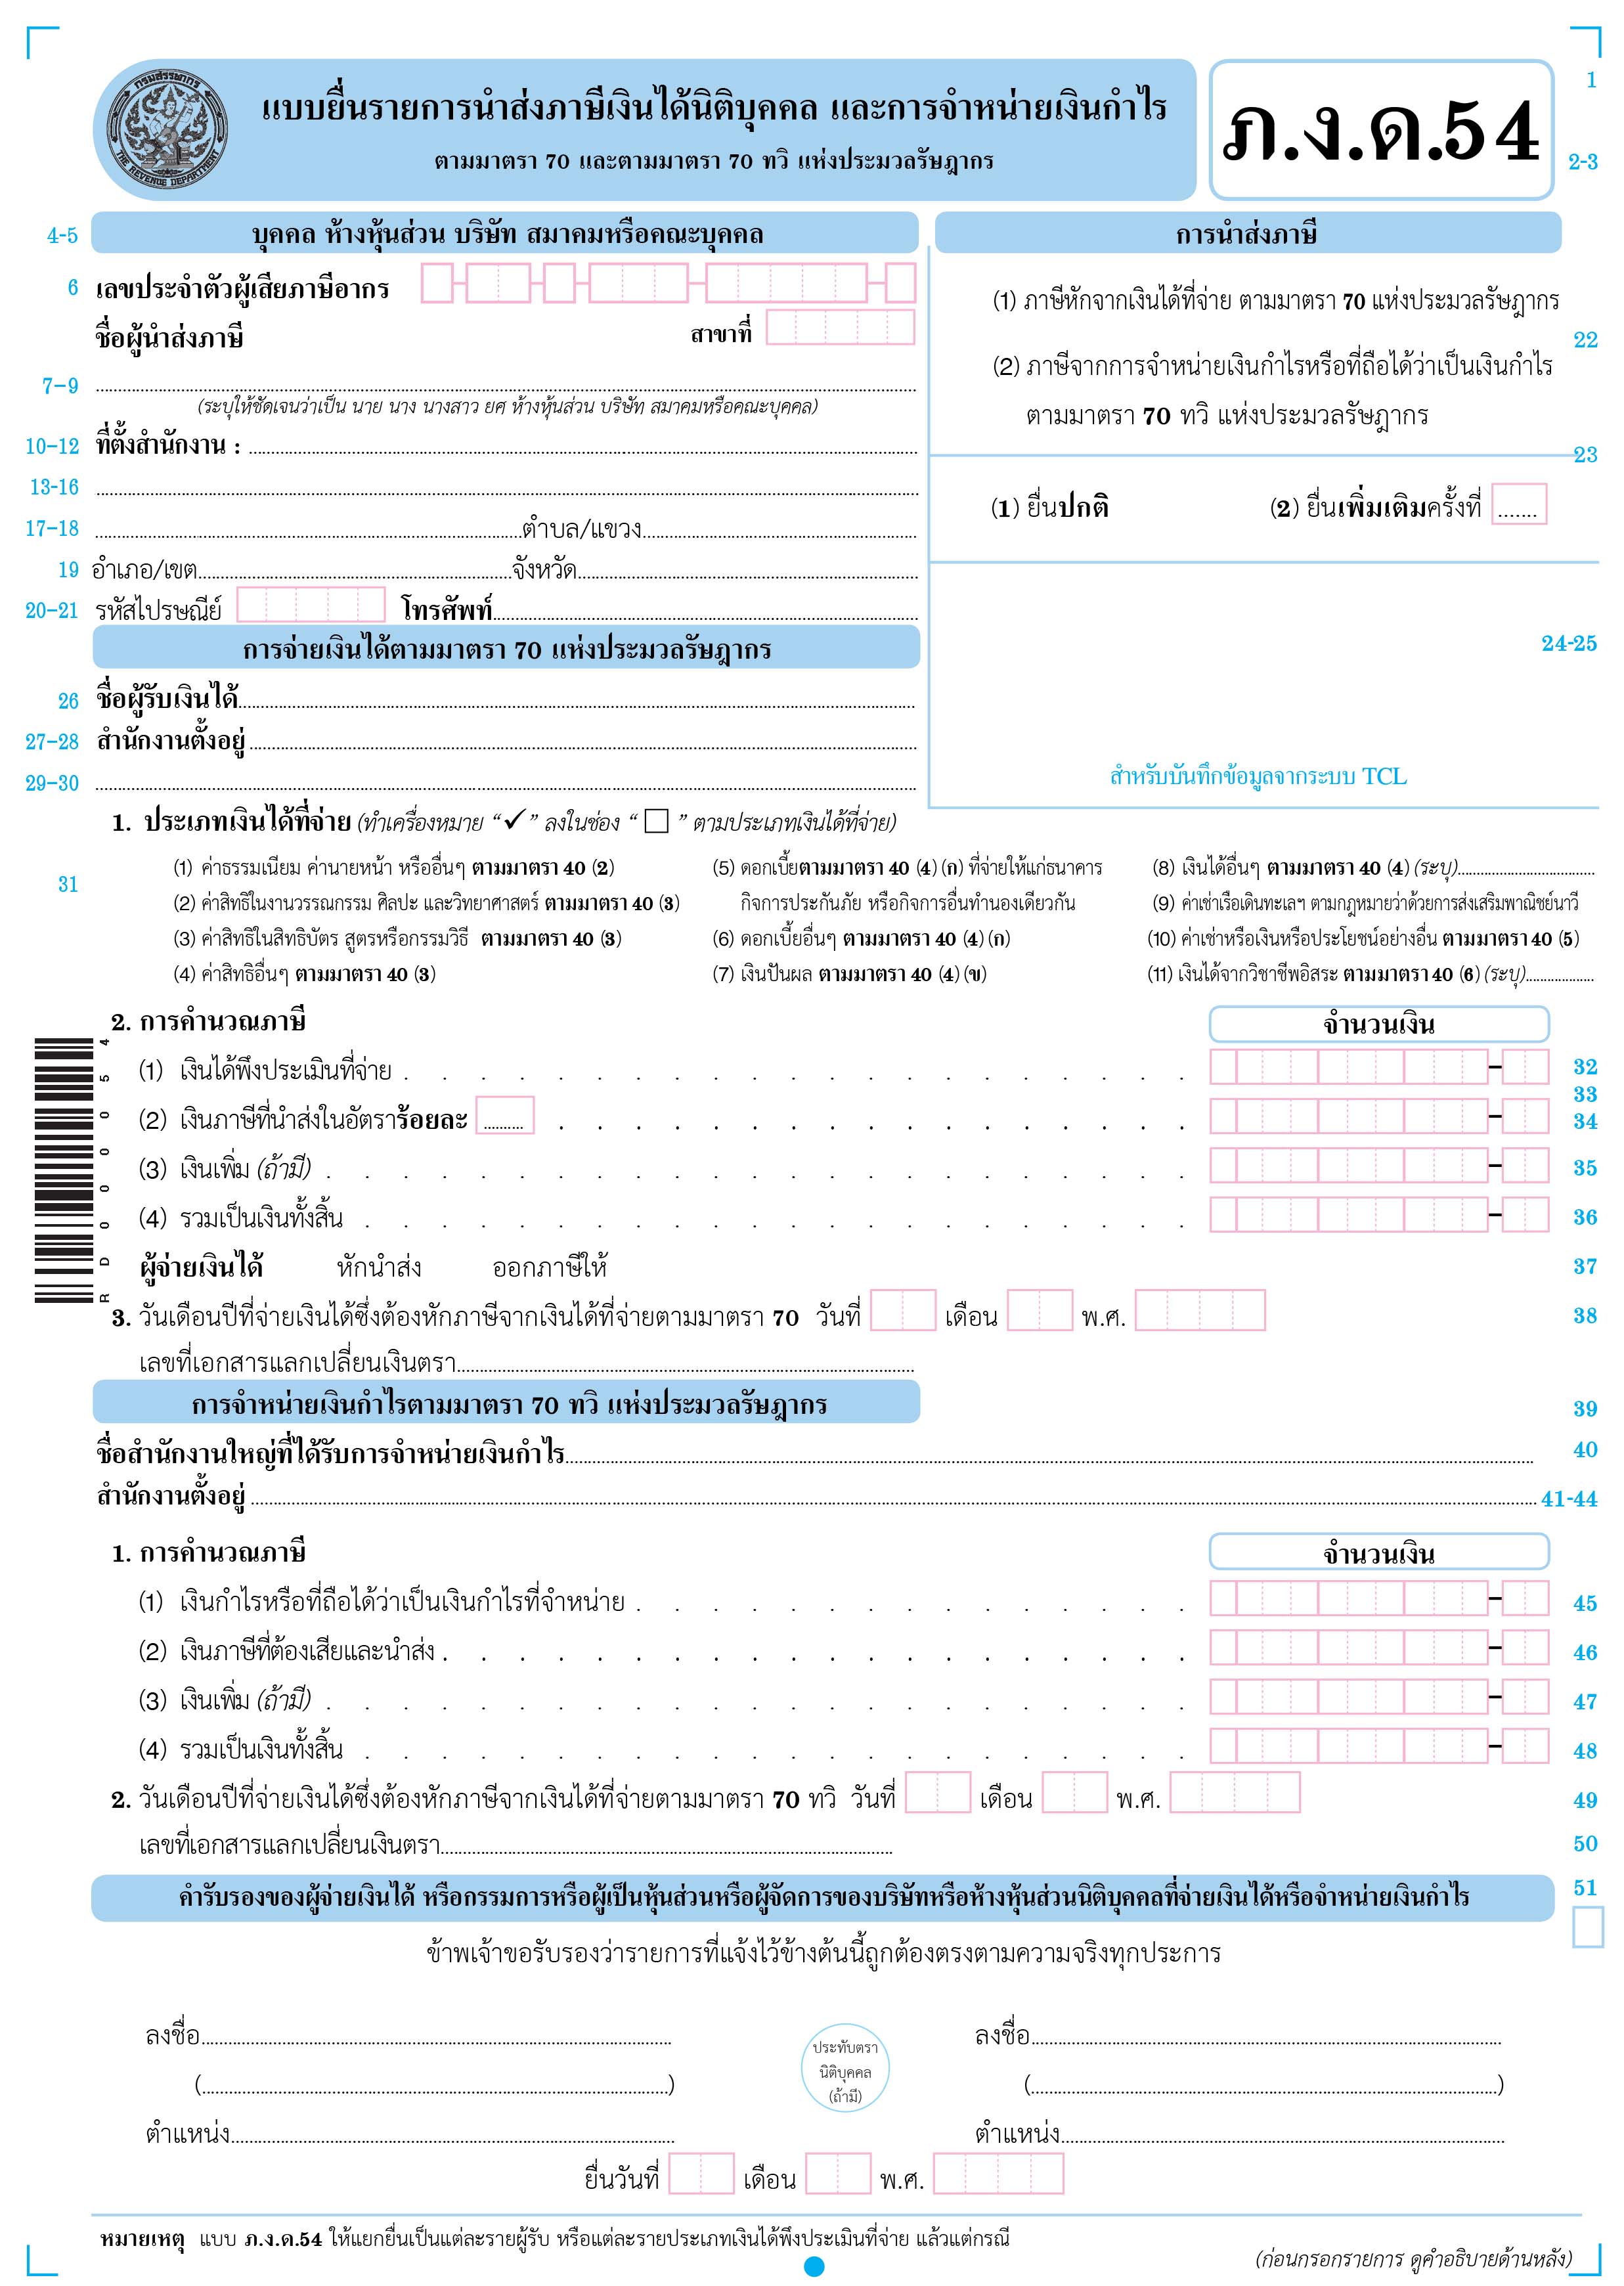 กรมสรรพากร
THE REVENUE DEPARTMENT
แบบยื่นรายการนำส่งภาษีเงินได้นิติบุคคล และการจำหน่ายเงินกำไร
ตามมาตรา 70 และตามมาตรา 70 ทวิ แห่งประมวลรัษฎากร
ภ.ง.ด.54
1
2-3
4-5 บุคคล ห้างหุ้นส่วน บริษัท สมาคมหรือคณะบุคคล
6 เลขประจำตัวผู้เสียภาษีอากร
ชื่อผู้นำส่งภาษี สาขาที่
7-9
(ระบุให้ชัดเจนว่าเป็น นาย นาง นางสาว ยศ ห้างหุ้นส่วน บริษัท สมาคมหรือคณะบุคคล)
10-12 ที่ตั้งสำนักงาน :
13-16
17-18 ตำบล/แขวง
19 อำเภอ/เขต จังหวัด
20-21 รหัสไปรษณีย์ โทรศัพท์
การนำส่งภาษี
(1) ภาษีหักจากเงินได้ที่จ่าย ตามมาตรา 70 แห่งประมวลรัษฎากร
22
(2) ภาษีจากการจำหน่ายเงินกำไรหรือที่ถือได้ว่าเป็นเงินกำไร
ตามมาตรา 70 ทวิ แห่งประมวลรัษฎากร
23
(1) ยื่นปกติ (2) ยื่นเพิ่มเติมครั้งที่ .......
24-25
สำหรับบันทึกข้อมูลจากระบบ TCL
การจ่ายเงินได้ตามมาตรา 70 แห่งประมวลรัษฎากร
26 ชื่อผู้รับเงินได้
27-28 สำนักงานตั้งอยู่
29-30
1. ประเภทเงินได้ที่จ่าย (ทำเครื่องหมาย “✓” ลงในช่อง “ □ ” ตามประเภทเงินได้ที่จ่าย)
31
(1) ค่าธรรมเนียม ค่านายหน้า หรืออื่นๆ ตามมาตรา 40 (2)
(2) ค่าสิทธิในงานวรรณกรรม ศิลปะ และวิทยาศาสตร์ ตามมาตรา 40 (3)
(3) ค่าสิทธิในสิทธิบัตร สูตรหรือกรรมวิธี ตามมาตรา 40 (3)
(4) ค่าสิทธิอื่นๆ ตามมาตรา 40 (3)
(5) ดอกเบี้ยตามมาตรา 40 (4) (ก) ที่จ่ายให้แก่ธนาคาร
กิจการประกันภัย หรือกิจการอื่นทำนองเดียวกัน
(6) ดอกเบี้ยอื่นๆ ตามมาตรา 40 (4) (ก)
(7) เงินปันผล ตามมาตรา 40 (4) (ข)
(8) เงินได้อื่นๆ ตามมาตรา 40 (4) (ระบุ)
(9) ค่าเช่าเรือเดินทะเลฯ ตามกฎหมายว่าด้วยการส่งเสริมพาณิชย์นาวี
(10) ค่าเช่าหรือเงินหรือประโยชน์อย่างอื่น ตามมาตรา 40 (5)
(11) เงินได้จากวิชาชีพอิสระ ตามมาตรา 40 (6) (ระบุ)
2. การคำนวณภาษี จำนวนเงิน
(1) เงินได้พึงประเมินที่จ่าย 32
33
(2) เงินภาษีที่นำส่งในอัตราร้อยละ .......... 34
(3) เงินเพิ่ม (ถ้ามี) 35
(4) รวมเป็นเงินทั้งสิ้น 36
R D 0 0 0 0 5 4
ผู้จ่ายเงินได้ หักนำส่ง ออกภาษีให้ 37
3. วันเดือนปีที่จ่ายเงินได้ซึ่งต้องหักภาษีจากเงินได้ที่จ่ายตามมาตรา 70 วันที่ เดือน พ.ศ. 38
เลขที่เอกสารแลกเปลี่ยนเงินตรา
การจำหน่ายเงินกำไรตามมาตรา 70 ทวิ แห่งประมวลรัษฎากร 39
ชื่อสำนักงานใหญ่ที่ได้รับการจำหน่ายเงินกำไร 40
สำนักงานตั้งอยู่ 41-44
1. การคำนวณภาษี จำนวนเงิน
(1) เงินกำไรหรือที่ถือได้ว่าเป็นเงินกำไรที่จำหน่าย 45
(2) เงินภาษีที่ต้องเสียและนำส่ง 46
(3) เงินเพิ่ม (ถ้ามี) 47
(4) รวมเป็นเงินทั้งสิ้น 48
2. วันเดือนปีที่จ่ายเงินได้ซึ่งต้องหักภาษีจากเงินได้ที่จ่ายตามมาตรา 70 ทวิ วันที่ เดือน พ.ศ. 49
เลขที่เอกสารแลกเปลี่ยนเงินตรา 50
คำรับรองของผู้จ่ายเงินได้ หรือกรรมการหรือผู้เป็นหุ้นส่วนหรือผู้จัดการของบริษัทหรือห้างหุ้นส่วนนิติบุคคลที่จ่ายเงินได้หรือจำหน่ายเงินกำไร 51
ข้าพเจ้าขอรับรองว่ารายการที่แจ้งไว้ข้างต้นนี้ถูกต้องตรงตามความจริงทุกประการ
ลงชื่อ ลงชื่อ
ประทับตรา
นิติบุคคล
(ถ้ามี)
( ) ( )
ตำแหน่ง ตำแหน่ง
ยื่นวันที่ เดือน พ.ศ.
หมายเหตุ แบบ ภ.ง.ด.54 ให้แยกยื่นเป็นแต่ละรายผู้รับ หรือแต่ละรายประเภทเงินได้พึงประเมินที่จ่าย แล้วแต่กรณี
(ก่อนกรอกรายการ ดูคำอธิบายด้านหลัง)